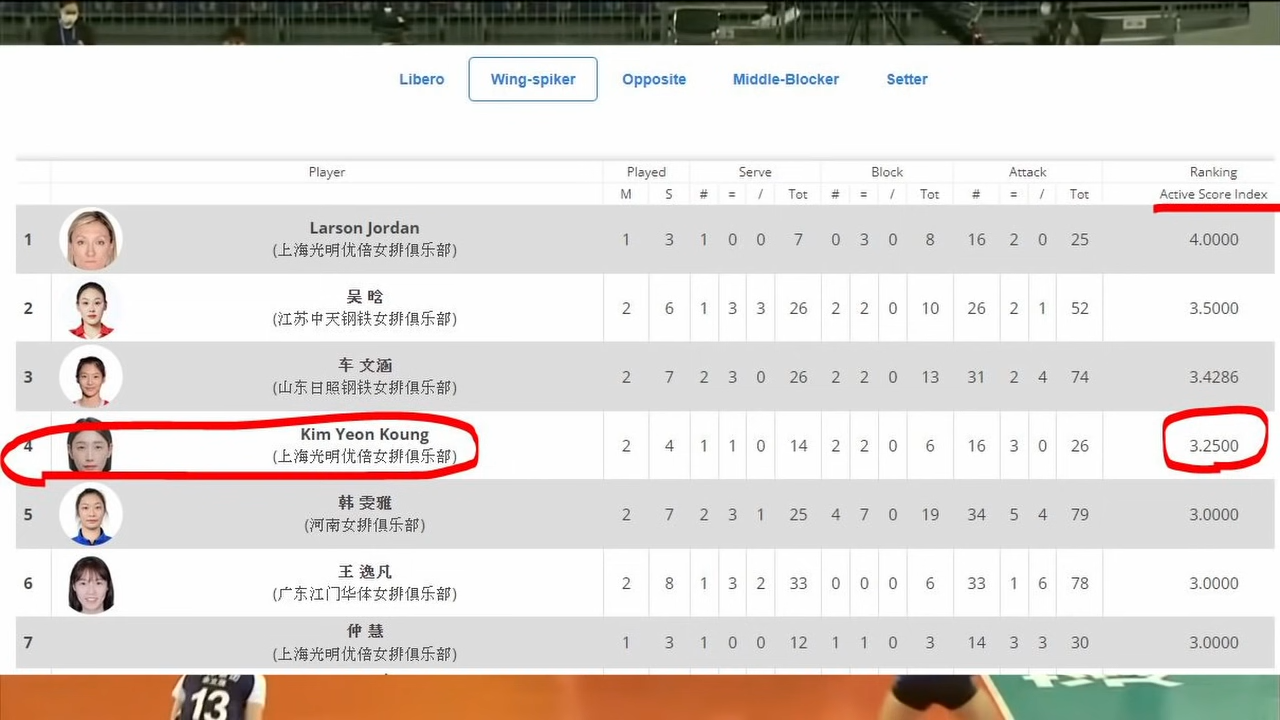 Libero Wing-spiker Opposite Middle-Blocker Setter
Player Played Serve Block Attack Ranking
M S # = / Tot # = / Tot # = / Tot Active Score Index
1 Larson Jordan 1 3 1 0 0 7 0 3 0 8 16 2 0 25 4.0000
(上海光明优倍女排俱乐部)
2 吴 晗 2 6 1 3 3 26 2 2 0 10 26 2 1 52 3.5000
(江苏中天钢铁女排俱乐部)
3 车 文涵 2 7 2 3 0 26 2 2 0 13 31 2 4 74 3.4286
(山东日照钢铁女排俱乐部)
4 Kim Yeon Koung 2 4 1 1 0 14 2 2 0 6 16 3 0 26 3.2500
(上海光明优倍女排俱乐部)
5 韩 雯雅 2 7 2 3 1 25 4 7 0 19 34 5 4 79 3.0000
(河南女排俱乐部)
6 王 逸凡 2 8 1 3 2 33 0 0 0 6 33 1 6 78 3.0000
(广东江门华体女排俱乐部)
7 仲 慧 1 3 1 0 0 12 1 1 0 3 14 3 3 30 3.0000
(上海光明优倍女排俱乐部)
13